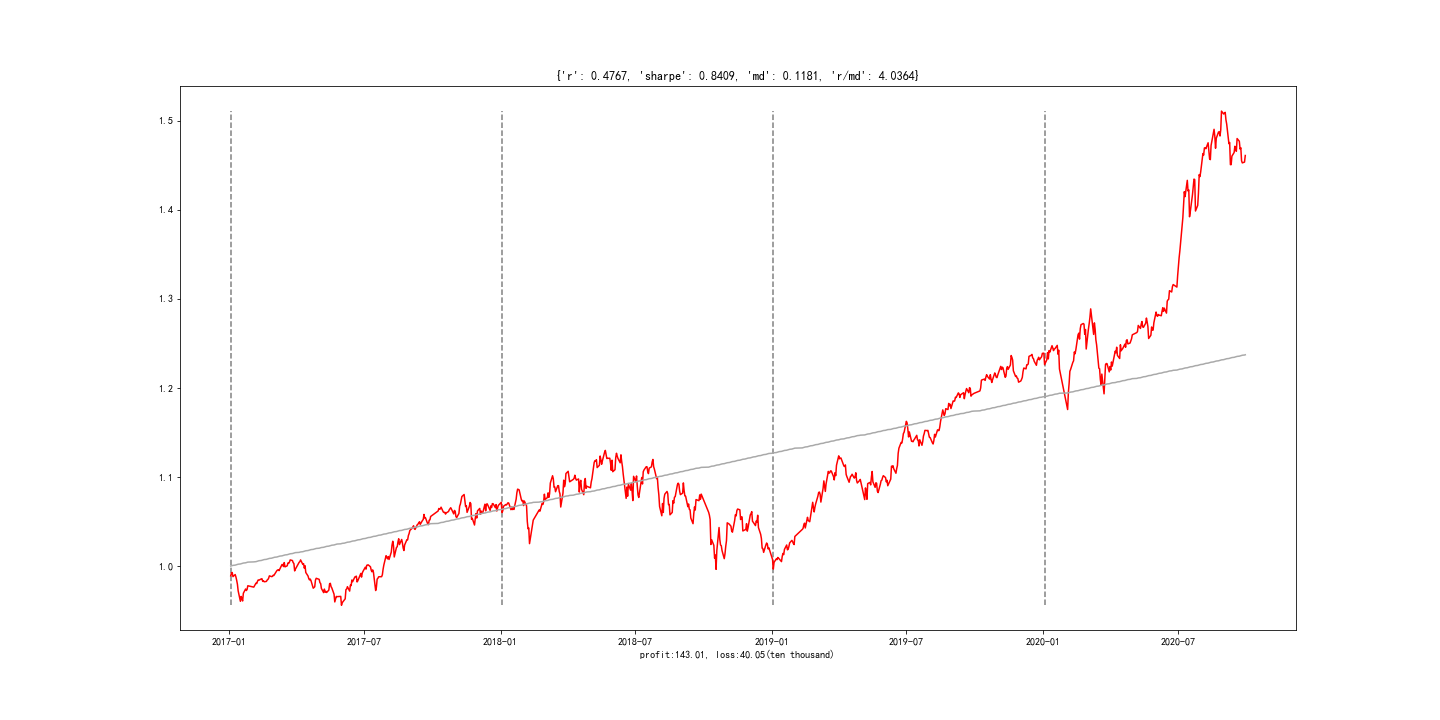 {'r': 0.4767, 'sharpe': 0.8409, 'md': 0.1181, 'r/md': 4.0364}
1.5
1.4
1.3
1.2
1.1
1.0
2017-01 2017-07 2018-01 2018-07 2019-01 2019-07 2020-01 2020-07
profit:143.01, loss:40.05(ten thousand)